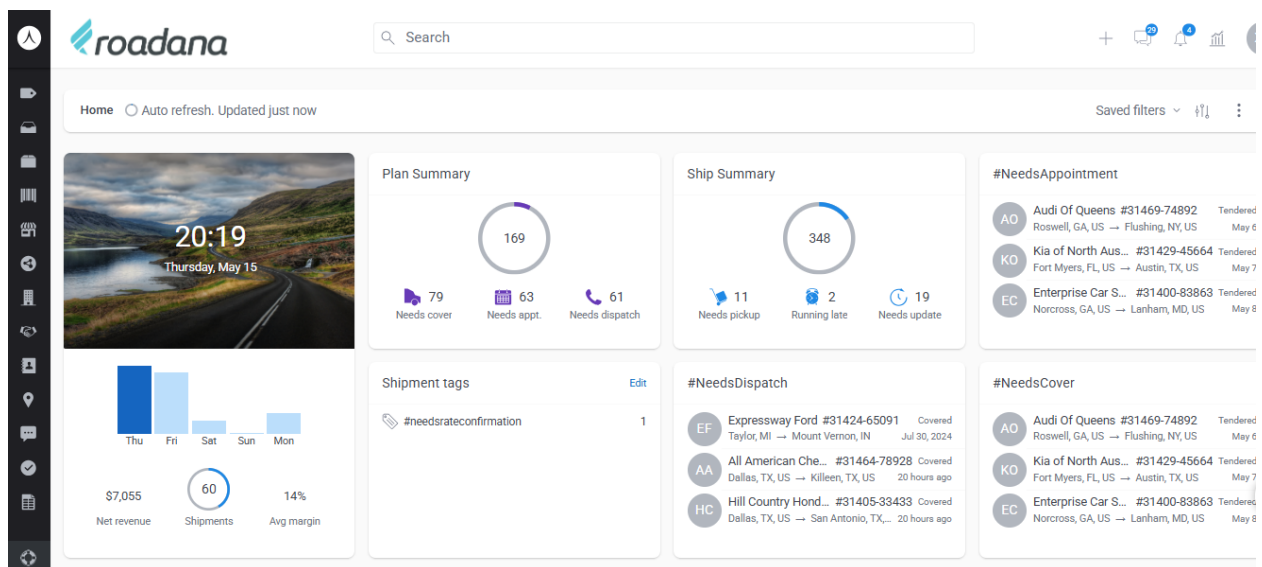 roadana
Search
29
4
Home Auto refresh. Updated just now
Saved filters
20:19
Thursday, May 15
Thu Fri Sat Sun Mon
$7,055 60 14%
Net revenue Shipments Avg margin
Plan Summary
169
79 63 61
Needs cover Needs appt. Needs dispatch
Ship Summary
348
11 2 19
Needs pickup Running late Needs update
#NeedsAppointment
AO
Audi Of Queens #31469-74892 Tendered
Roswell, GA, US → Flushing, NY, US May 6
KO
Kia of North Aus... #31429-45664 Tendered
Fort Myers, FL, US → Austin, TX, US May 7
EC
Enterprise Car S... #31400-83863 Tendered
Norcross, GA, US → Lanham, MD, US May 8
Shipment tags Edit
#needsrateconfirmation 1
#NeedsDispatch
EF
Expressway Ford #31424-65091 Covered
Taylor, MI → Mount Vernon, IN Jul 30, 2024
AA
All American Che... #31464-78928 Covered
Dallas, TX, US → Killeen, TX, US 20 hours ago
HC
Hill Country Hond... #31405-33433 Covered
Dallas, TX, US → San Antonio, TX,... 20 hours ago
#NeedsCover
AO
Audi Of Queens #31469-74892 Tendered
Roswell, GA, US → Flushing, NY, US May 6
KO
Kia of North Aus... #31429-45664 Tendered
Fort Myers, FL, US → Austin, TX, US May 7
EC
Enterprise Car S... #31400-83863 Tendered
Norcross, GA, US → Lanham, MD, US May 8